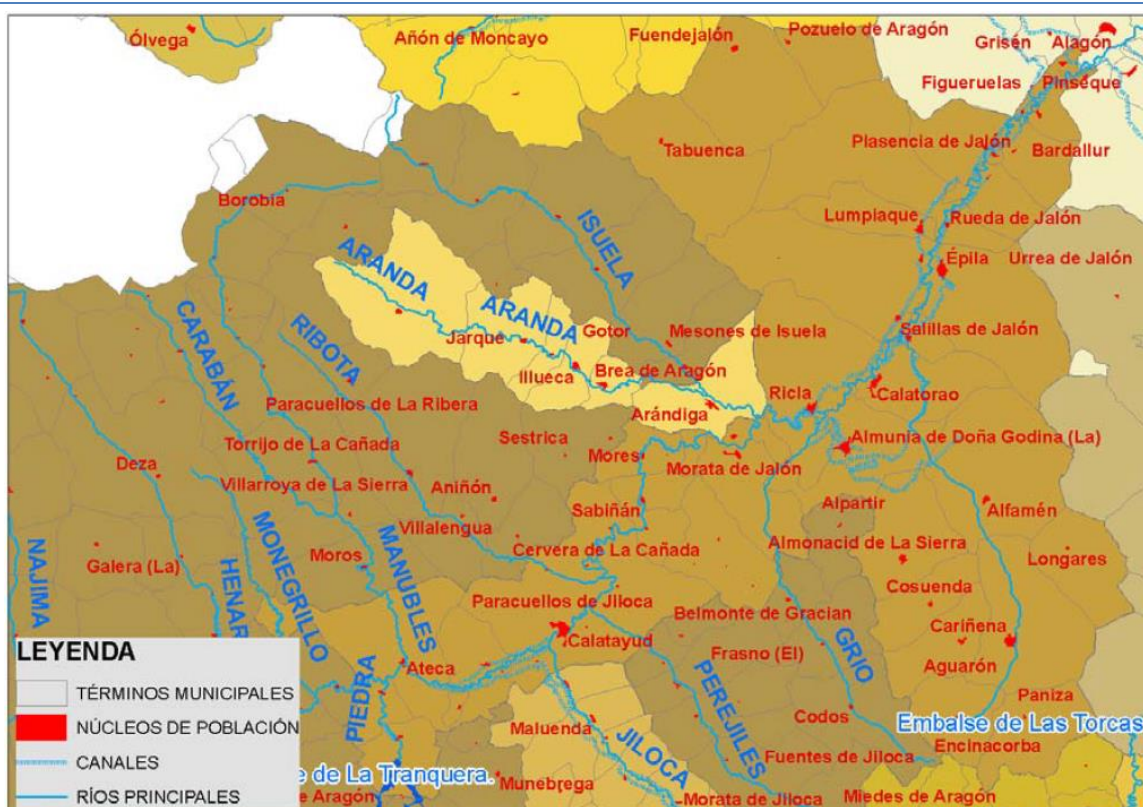 Ólvega
Añón de Moncayo
Fuendejalón
Pozuelo de Aragón
Grisén
Alagón
Figueruelas
Pinseque
Tabuenca
Plasencia de Jalón
Bardallur
Borobia
ISUELA
Lumpiaque
Rueda de Jalón
ARANDA
Épila
Urrea de Jalón
CARABÁN
ARANDA
RIBOTA
Gotor
Mesones de Isuela
Salillas de Jalón
Jarque
Illueca
Brea de Aragón
Paracuellos de La Ribera
Arándiga
Ricla
Calatorao
Sestrica
Torrijo de La Cañada
Mores
Morata de Jalón
Almunia de Doña Godina (La)
Deza
Villarroya de La Sierra
Aniñón
Sabiñán
Alpartir
Alfamén
Villalengua
NAJIMA
Galera (La)
HENAR
MONEGRILLO
Moros
MANUBLES
Cervera de La Cañada
Almonacid de La Sierra
Longares
Cosuenda
Paracuellos de Jiloca
Belmonte de Gracian
GRIO
Calatayud
Cariñena
LEYENDA
Ateca
Frasno (El)
Aguarón
TÉRMINOS MUNICIPALES
PIEDRA
PEREJILES
Paniza
NÚCLEOS DE POBLACIÓN
Maluenda
JILOCA
Codos
Embalse de Las Torcas
CANALES
Fuentes de Jiloca
Encinacorba
e de La Tranquera.
Munebrega
RÍOS PRINCIPALES
de Aragón
Morata de Jiloca
Miedes de Aragón